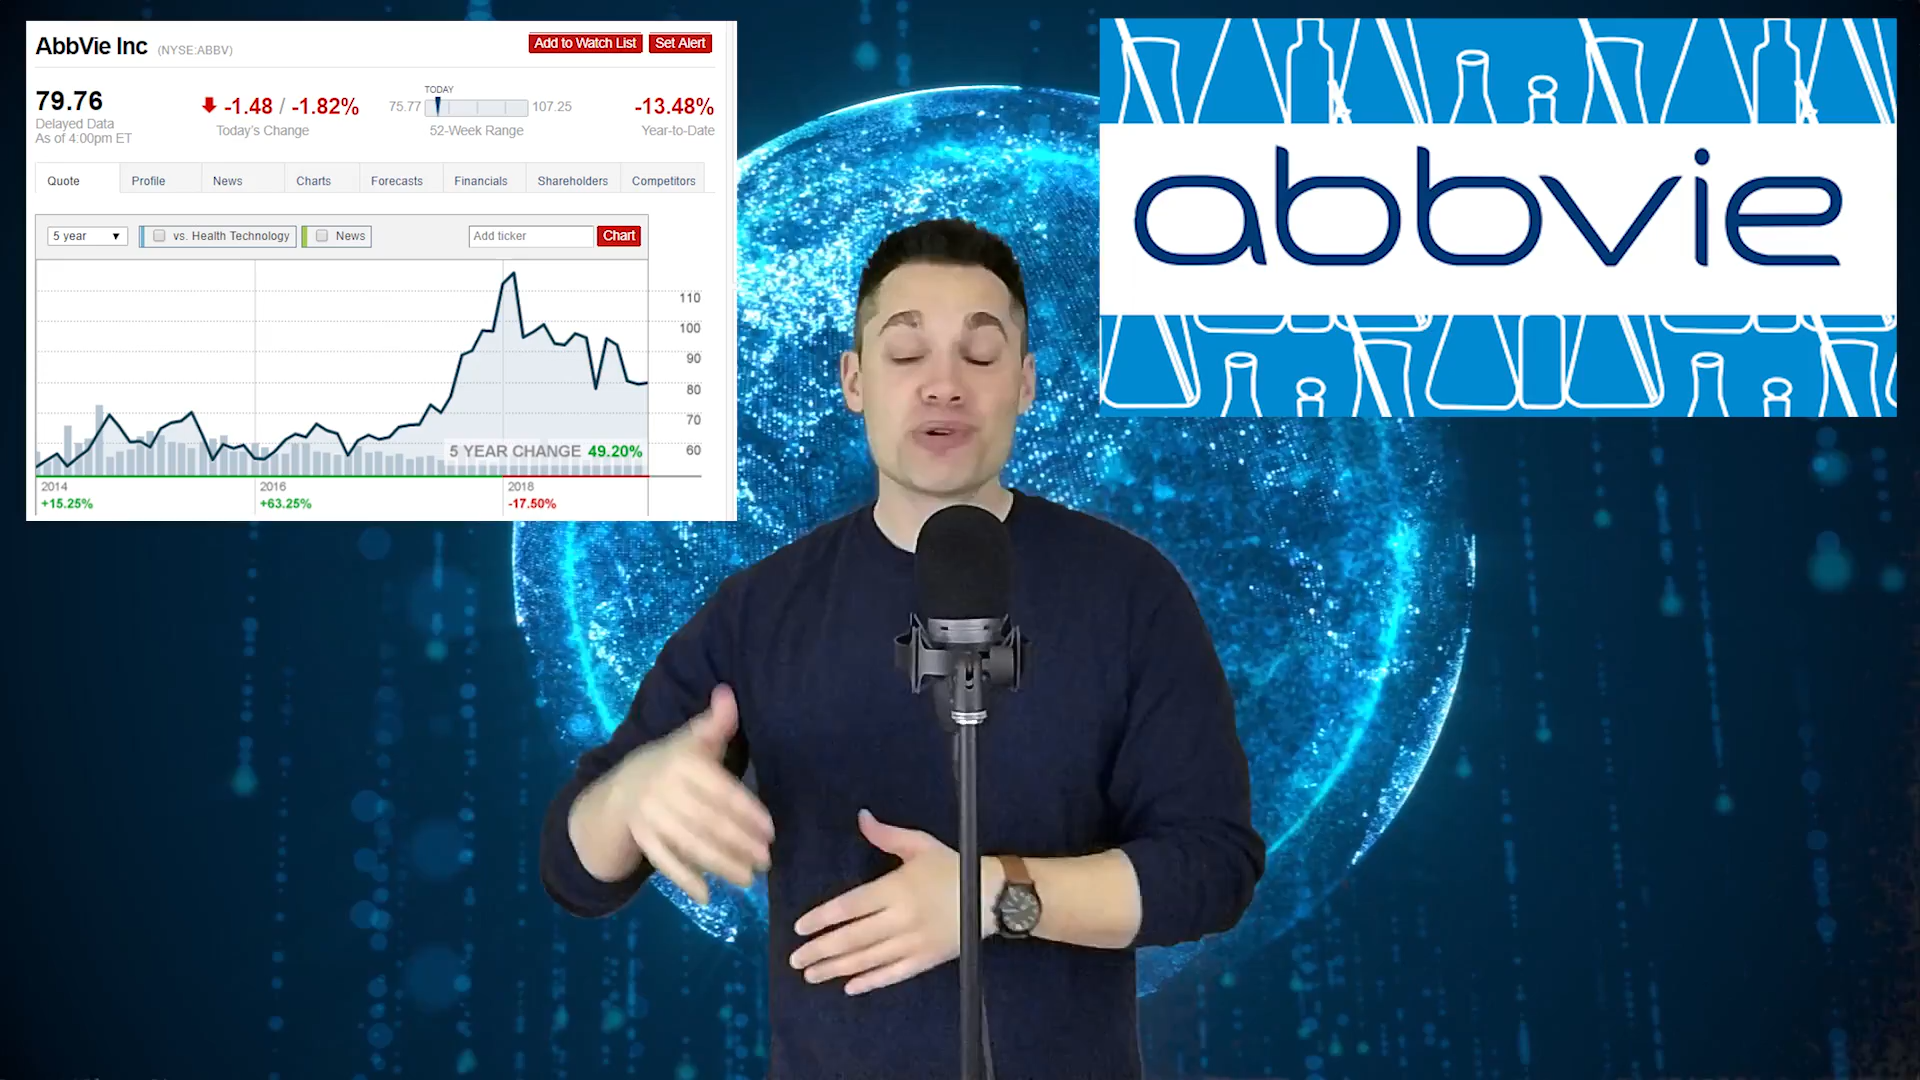 AbbVie Inc (NYSE:ABBV)
Add to Watch List Set Alert
79.76
Delayed Data
As of 4:00pm ET
-1.48 / -1.82%
Today's Change
TODAY
75.77 107.25
52-Week Range
-13.48%
Year-to-Date
Quote Profile News Charts Forecasts Financials Shareholders Competitors
5 year ▼ vs. Health Technology News Add ticker Chart
110
100
90
80
70
60
5 YEAR CHANGE 49.20%
2014 2016 2018
+15.25% +63.25% -17.50%
abbvie